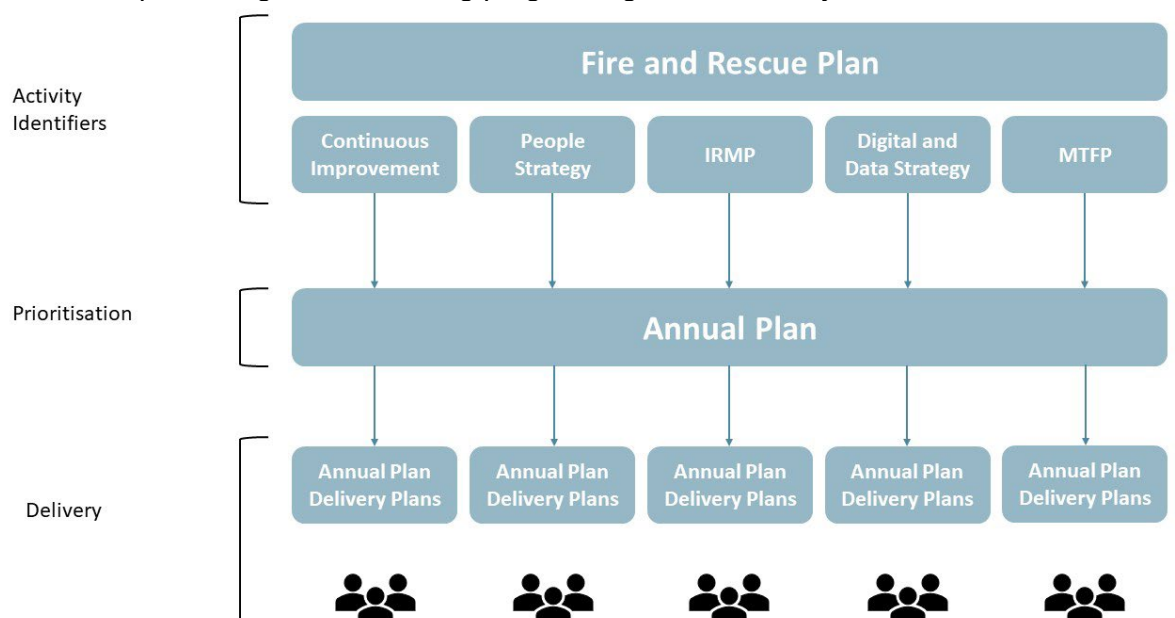 Activity
Identifiers
Fire and Rescue Plan
Continuous
Improvement
People
Strategy
IRMP
Digital and
Data Strategy
MTFP
Prioritisation
Annual Plan
Delivery
Annual Plan
Delivery Plans
Annual Plan
Delivery Plans
Annual Plan
Delivery Plans
Annual Plan
Delivery Plans
Annual Plan
Delivery Plans